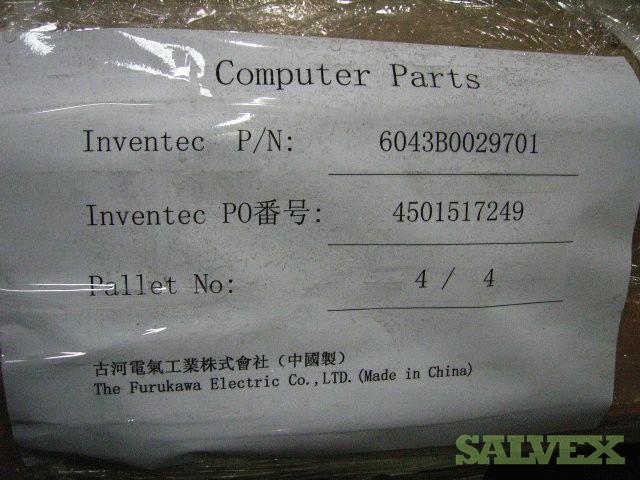 Computer Parts
Inventec P/N: 6043B0029701
Inventec PO番号: 4501517249
Pallet No: 4 / 4
古河電氣工業株式會社（中國製）
The Furukawa Electric Co.,LTD.(Made in China)
SALVEX